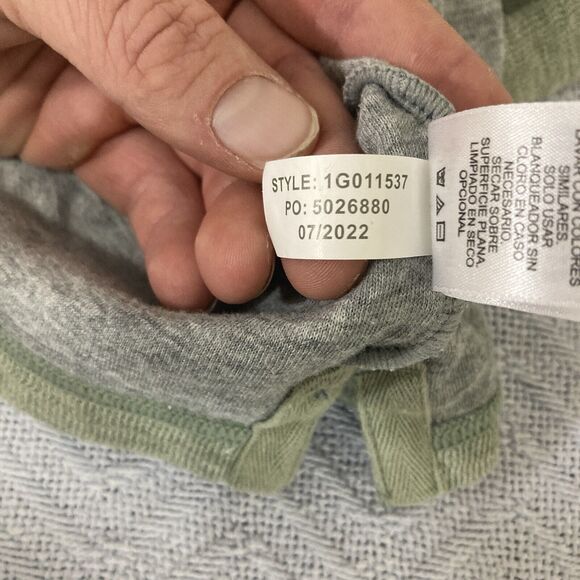 STYLE: 1G011537
PO: 5026880
07/2022
COLORES
SIMILARES.
SOLO USAR
BLANQUEADOR SIN
CLORO EN CASO
NECESARIO.
SECAR SOBRE
SUPERFICIE PLANA.
LIMPIADO EN SECO
OPCIONAL